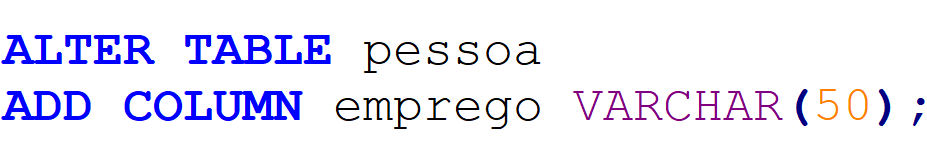 ALTER TABLE pessoa
ADD COLUMN emprego VARCHAR(50);